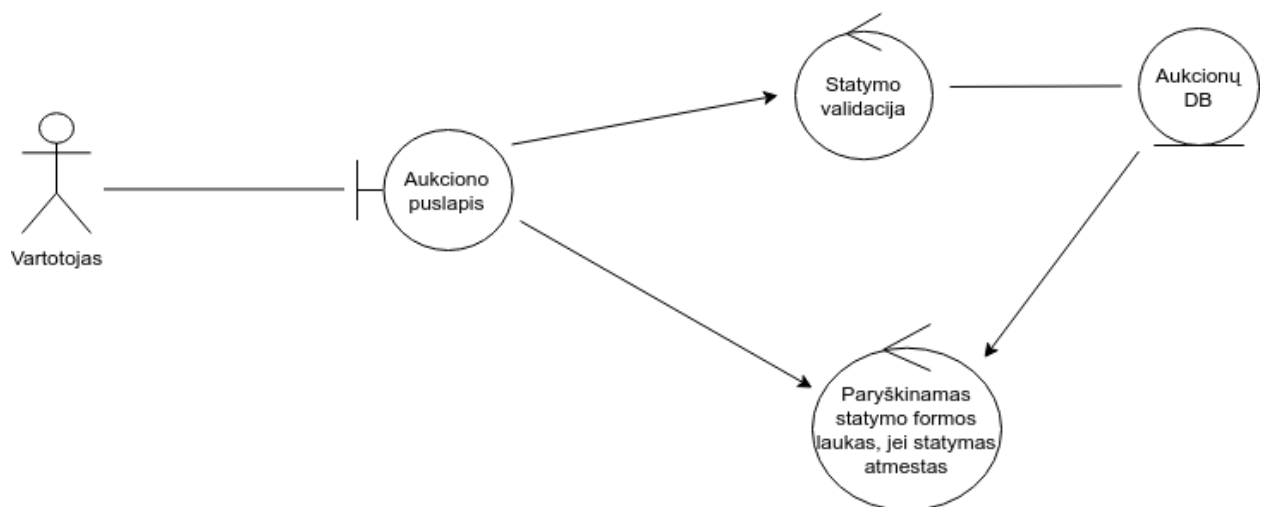 Vartotojas
Aukciono
puslapis
Statymo
validacija
Aukcionų
DB
Paryškinamas
statymo formos
laukas, jei statymas
atmestas